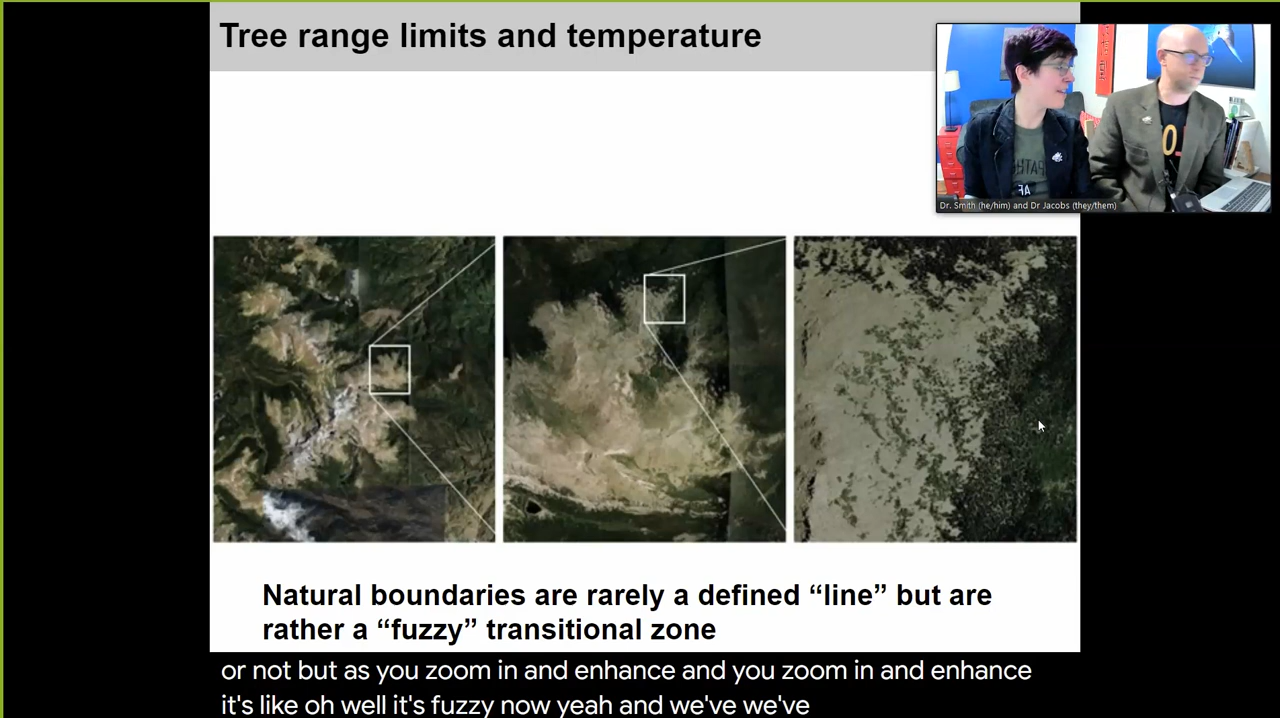 Tree range limits and temperature
Dr. Smith (he/him) and Dr Jacobs (they/them)
Natural boundaries are rarely a defined “line” but are
rather a “fuzzy” transitional zone
or not but as you zoom in and enhance and you zoom in and enhance
it's like oh well it's fuzzy now yeah and we've we've